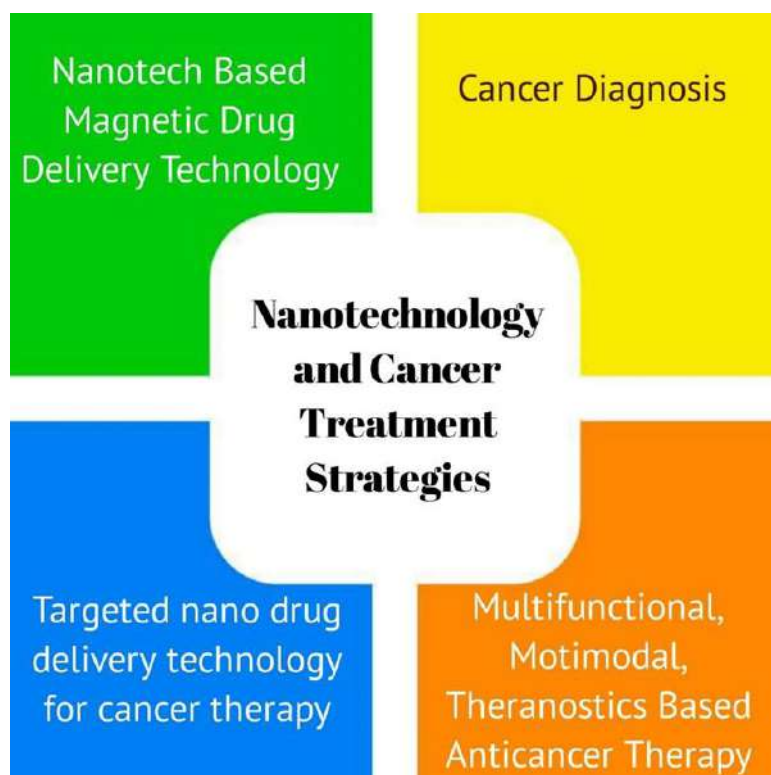 Nanotech Based
Magnetic Drug
Delivery Technology
Cancer Diagnosis
Nanotechnology
and Cancer
Treatment
Strategies
Targeted nano drug
delivery technology
for cancer therapy
Multifunctional,
Motimodal,
Theranostics Based
Anticancer Therapy